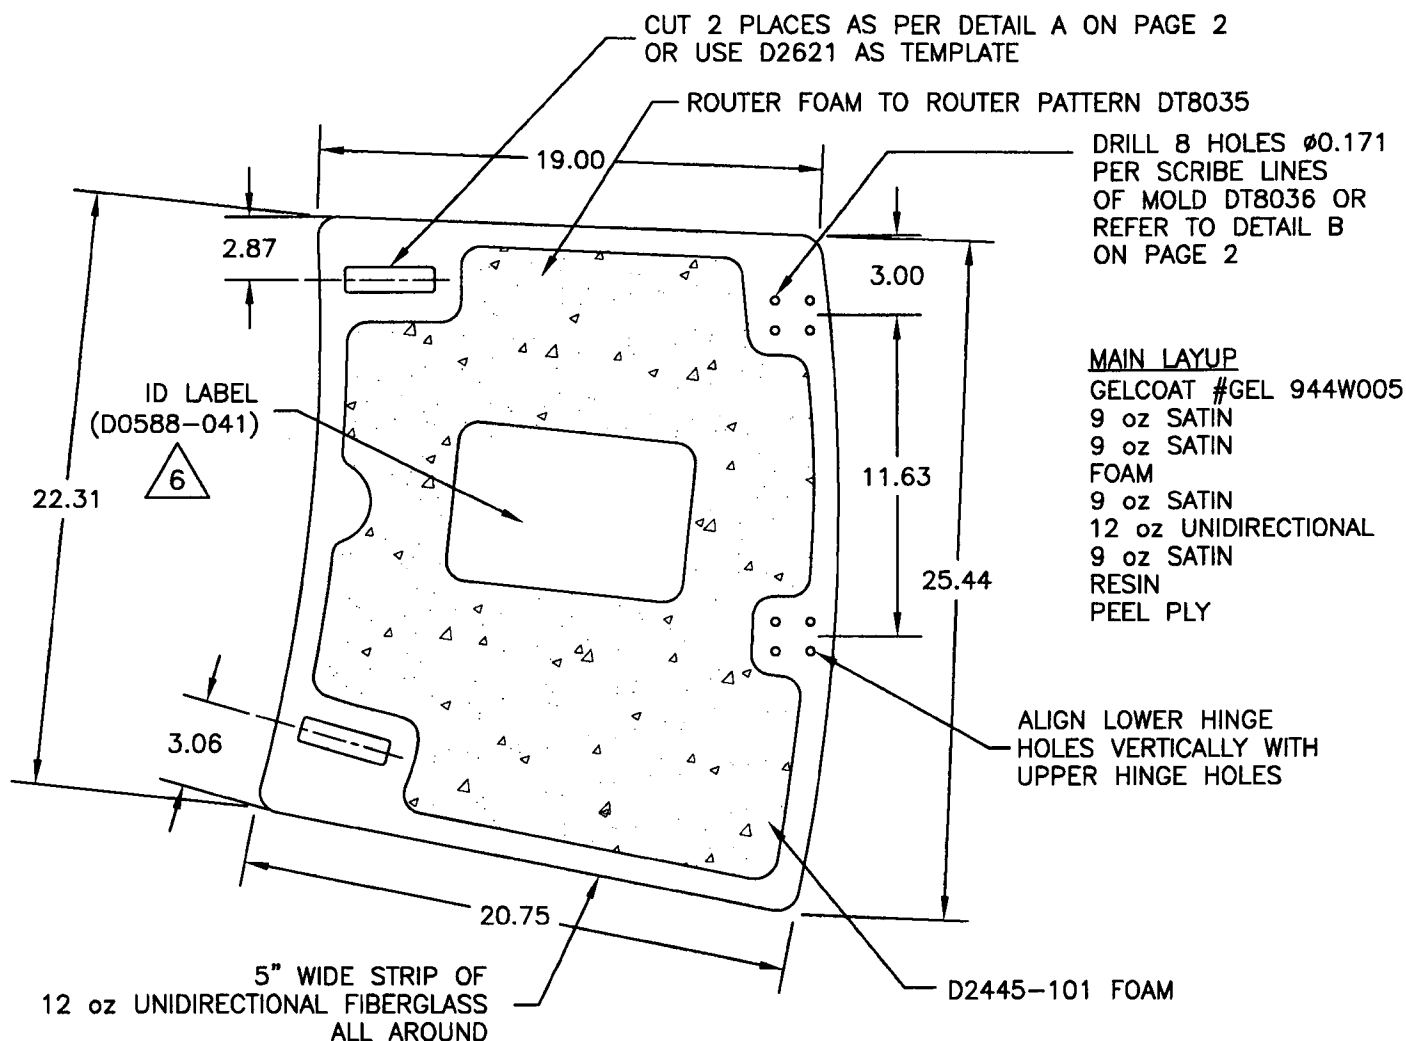 CUT 2 PLACES AS PER DETAIL A ON PAGE 2
OR USE D2621 AS TEMPLATE
ROUTER FOAM TO ROUTER PATTERN DT8035
DRILL 8 HOLES ø0.171
PER SCRIBE LINES
OF MOLD DT8036 OR
REFER TO DETAIL B
ON PAGE 2
19.00
2.87
3.00
MAIN LAYUP
GELCOAT #GEL 944W005
9 oz SATIN
9 oz SATIN
FOAM
9 oz SATIN
12 oz UNIDIRECTIONAL
9 oz SATIN
RESIN
PEEL PLY
ID LABEL
(D0588-041)
6
22.31
11.63
25.44
3.06
ALIGN LOWER HINGE
HOLES VERTICALLY WITH
UPPER HINGE HOLES
20.75
5" WIDE STRIP OF
12 oz UNIDIRECTIONAL FIBERGLASS
ALL AROUND
D2445-101 FOAM